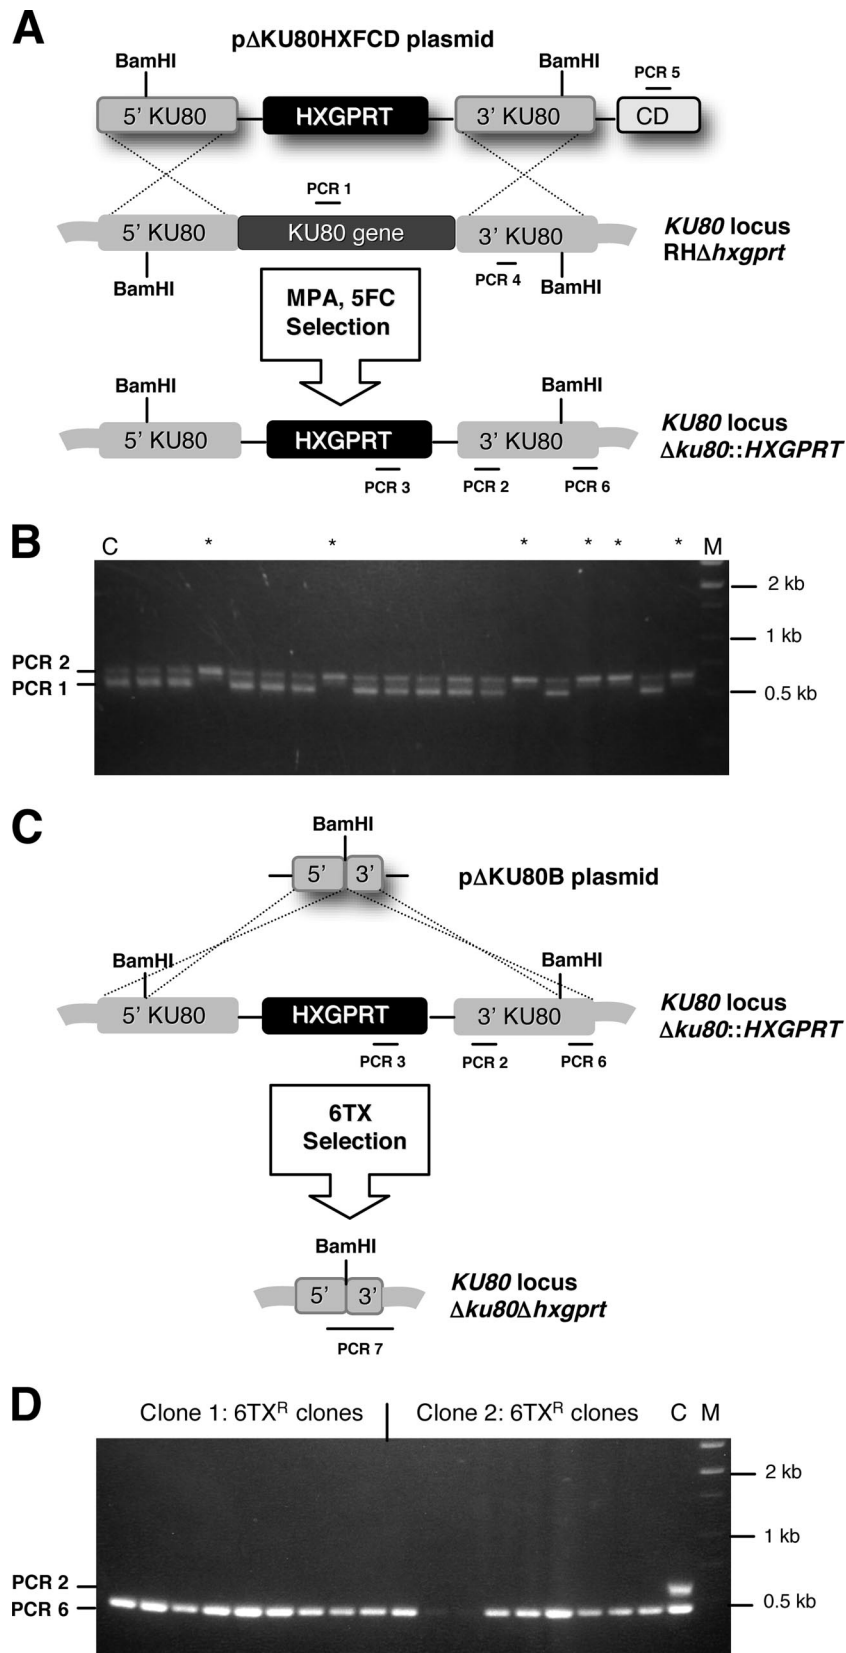 A
pΔKU80HXFCD plasmid
BamHI
BamHI
PCR 5
5’ KU80
HXGPRT
3’ KU80
CD
PCR 1
5’ KU80
KU80 gene
3’ KU80
KU80 locus
RHΔhxgprt
BamHI
PCR 4
BamHI
MPA, 5FC
Selection
BamHI
BamHI
5’ KU80
HXGPRT
3’ KU80
KU80 locus
Δku80::HXGPRT
PCR 3
PCR 2
PCR 6
B
C * * * * * * M
2 kb
1 kb
PCR 2
PCR 1
0.5 kb
C
BamHI
5’
3’
pΔKU80B plasmid
BamHI
BamHI
5’ KU80
HXGPRT
3’ KU80
KU80 locus
Δku80::HXGPRT
PCR 3
PCR 2
PCR 6
6TX
Selection
BamHI
5’
3’
KU80 locus
Δku80Δhxgprt
PCR 7
D
Clone 1: 6TXᴿ clones
Clone 2: 6TXᴿ clones
C M
2 kb
1 kb
PCR 2
PCR 6
0.5 kb